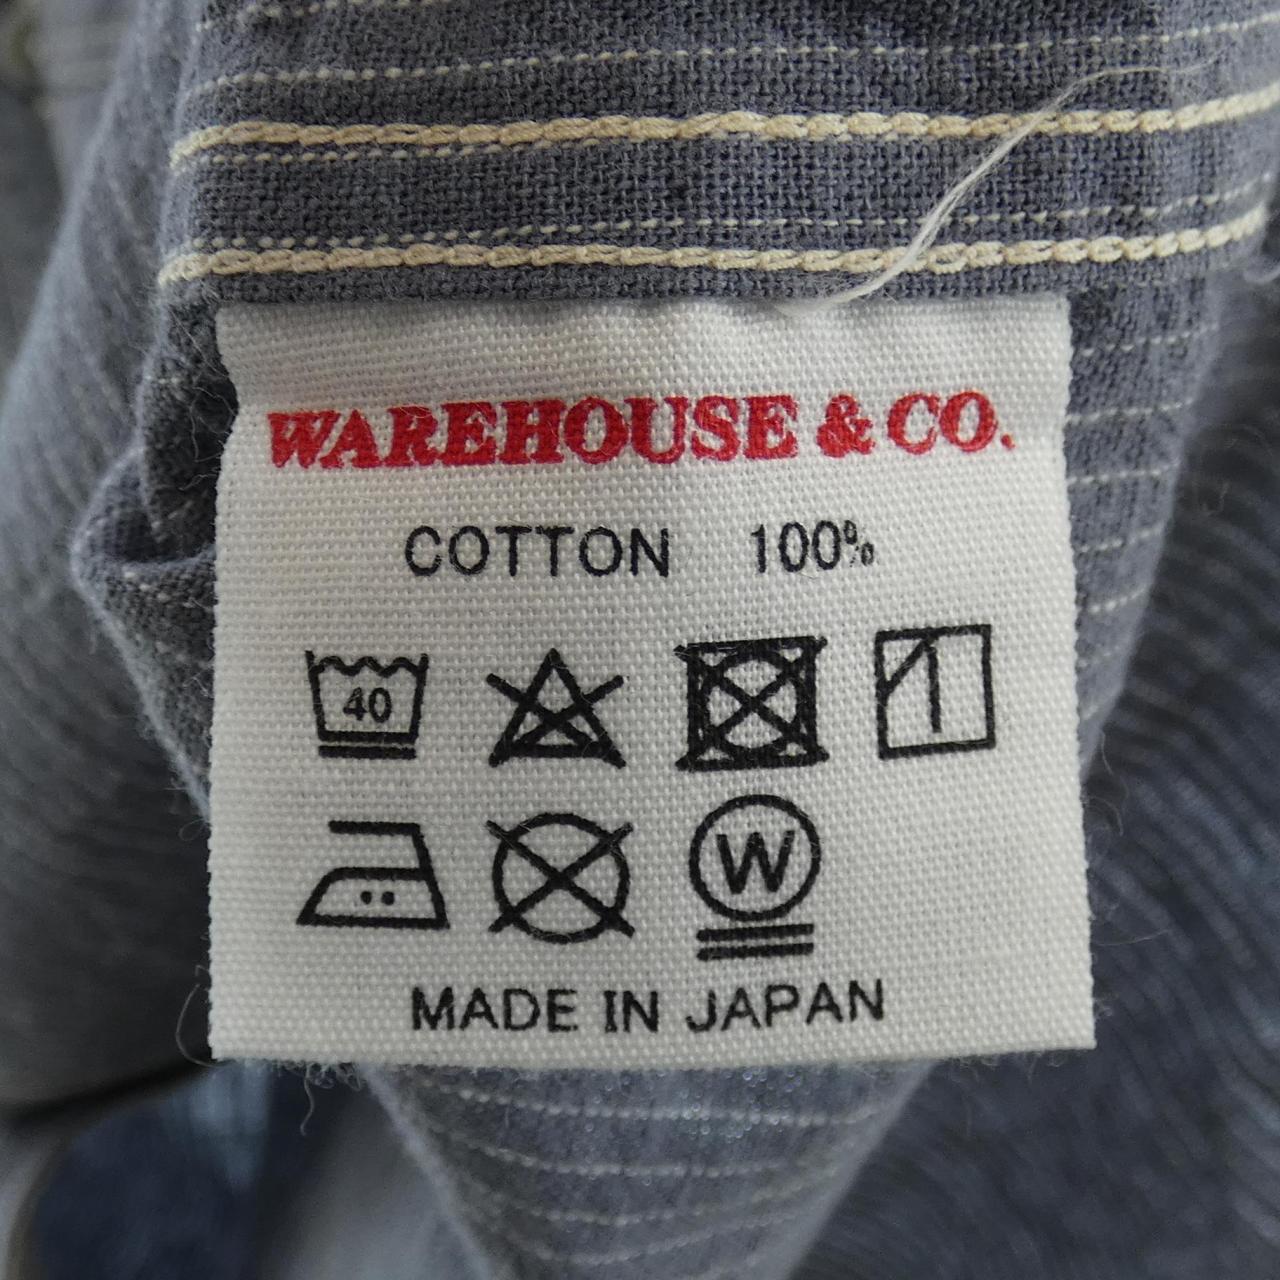 WAREHOUSE & CO.
COTTON 100%
40
W
MADE IN JAPAN